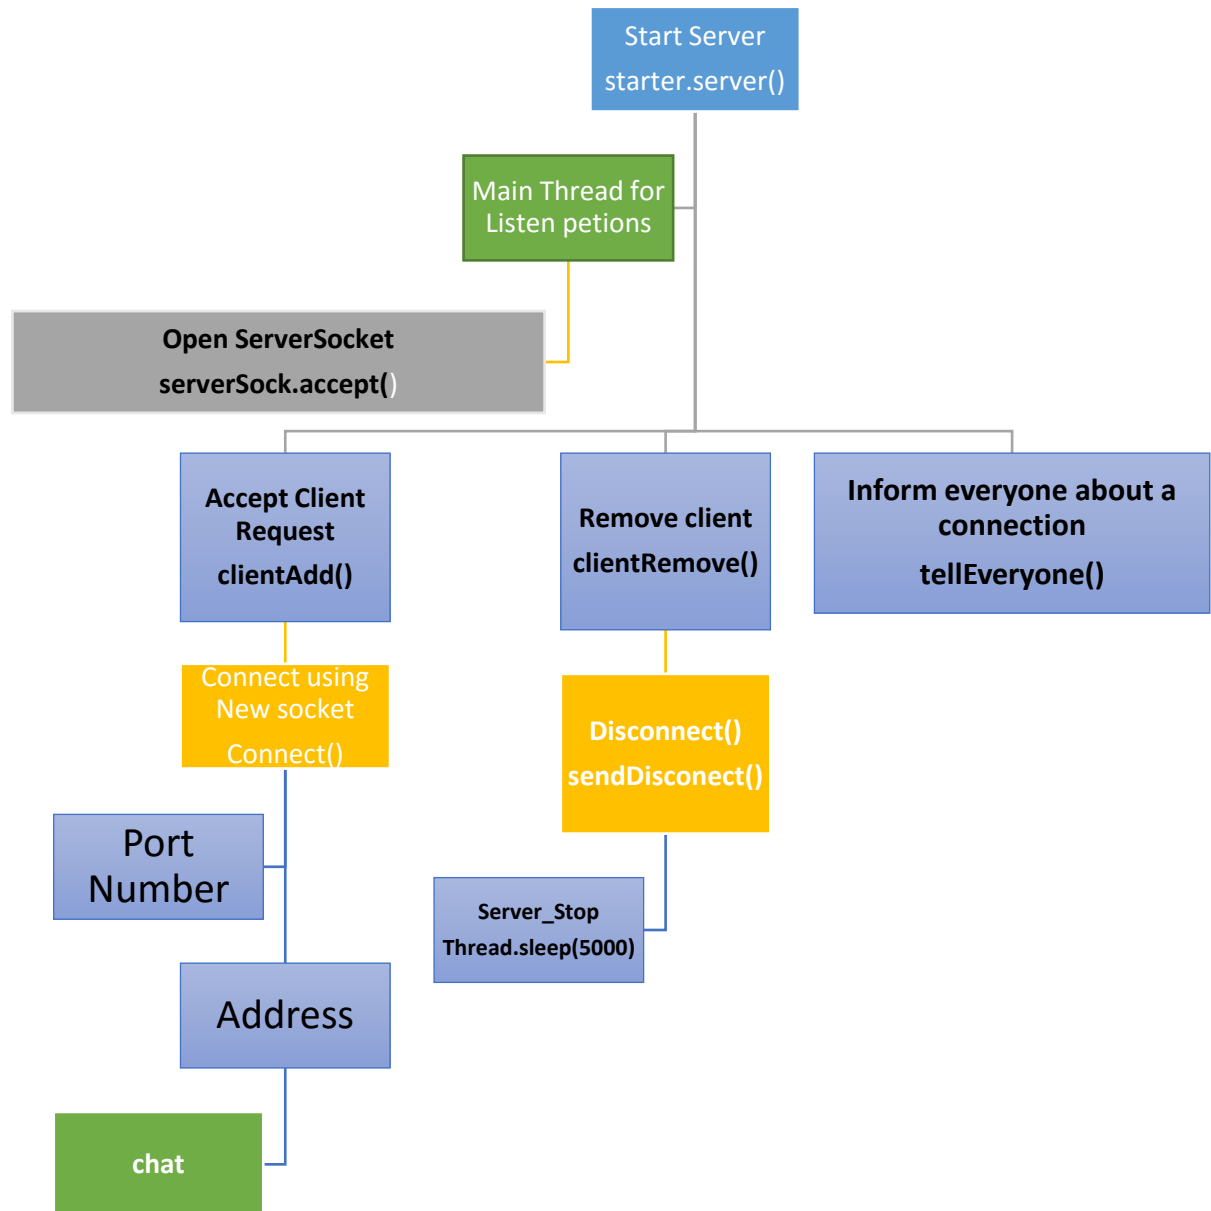 Start Server
starter.server()
Main Thread for
Listen petions
Open ServerSocket
serverSock.accept()
Accept Client
Request
clientAdd()
Remove client
clientRemove()
Inform everyone about a
connection
tellEveryone()
Connect using
New socket
Connect()
Disconnect()
sendDisconect()
Port
Number
Server_Stop
Thread.sleep(5000)
Address
chat